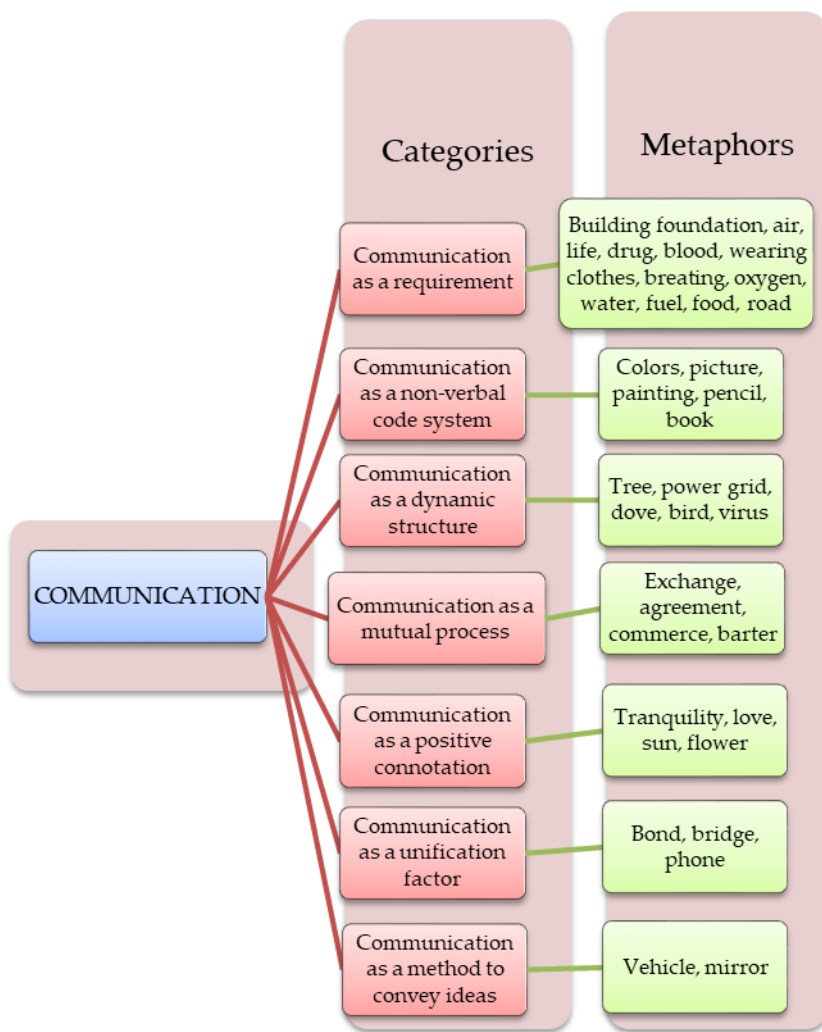 Categories
Metaphors
Communication
as a requirement
Building foundation, air,
life, drug, blood, wearing
clothes, breating, oxygen,
water, fuel, food, road
Communication
as a non-verbal
code system
Colors, picture,
painting, pencil,
book
Communication
as a dynamic
structure
Tree, power grid,
dove, bird, virus
COMMUNICATION
Communication as a
mutual process
Exchange,
agreement,
commerce, barter
Communication
as a positive
connotation
Tranquility, love,
sun, flower
Communication
as a unification
factor
Bond, bridge,
phone
Communication
as a method to
convey ideas
Vehicle, mirror